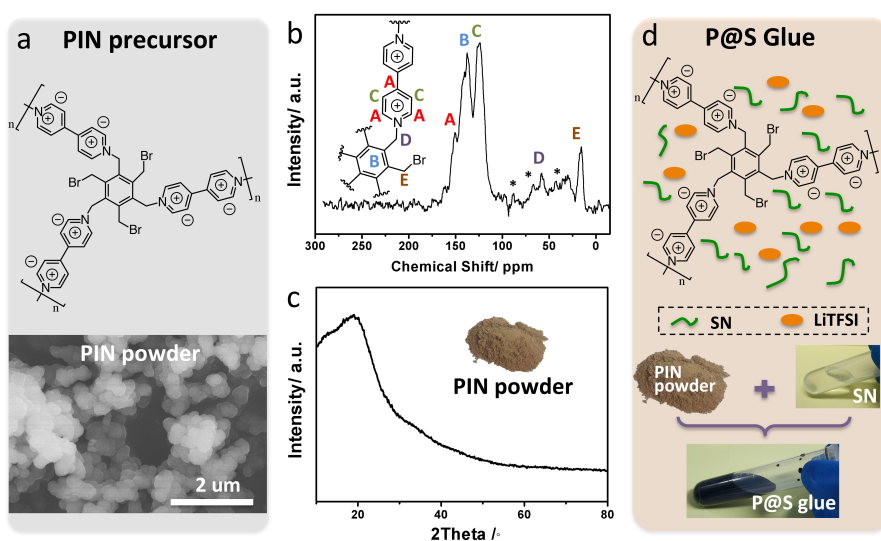 a
PIN precursor
n
N
N
Br
Br
Br
N
N
n
N
N
n
PIN powder
2 um
b
Intensity/ a.u.
N
A
C
C
A
A
N
D
B
Br
E
A
B
C
*
*
D
*
E
300
250
200
150
100
50
0
Chemical Shift/ ppm
c
Intensity/ a.u.
PIN powder
20
40
60
80
2Theta /◦
d
P@S Glue
n
N
N
Br
Br
Br
N
N
n
N
N
n
SN
LiTFSI
PIN
powder
+
SN
P@S glue